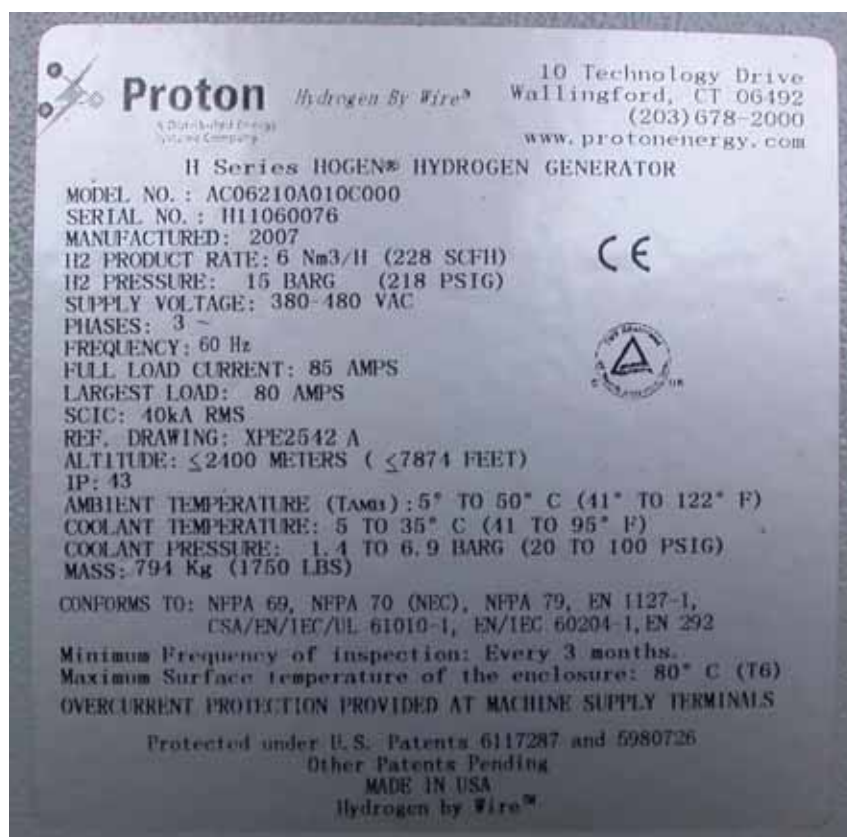 Proton Hydrogen By Wire™
A Distributed Energy
Systems Company
10 Technology Drive
Wallingford, CT 06492
(203)678-2000
www.protonenergy.com
H Series HOGEN® HYDROGEN GENERATOR
MODEL NO.: AC06210A010C000
SERIAL NO.: H11060076
MANUFACTURED: 2007
H2 PRODUCT RATE: 6 Nm3/H (228 SCFH)
H2 PRESSURE: 15 BARG (218 PSIG)
SUPPLY VOLTAGE: 380-480 VAC
PHASES: 3 ~
FREQUENCY: 60 Hz
FULL LOAD CURRENT: 85 AMPS
LARGEST LOAD: 80 AMPS
SCIC: 40kA RMS
REF. DRAWING: XPE2542 A
ALTITUDE: ≤2400 METERS ( ≤7874 FEET)
IP: 43
AMBIENT TEMPERATURE (TAMB): 5° TO 50° C (41° TO 122° F)
COOLANT TEMPERATURE: 5 TO 35° C (41 TO 95° F)
COOLANT PRESSURE: 1.4 TO 6.9 BARG (20 TO 100 PSIG)
MASS: 794 Kg (1750 LBS)
CE
CONFORMS TO: NFPA 69, NFPA 70 (NEC), NFPA 79, EN 1127-1,
CSA/EN/IEC/UL 61010-1, EN/IEC 60204-1, EN 292
Minimum Frequency of inspection: Every 3 months.
Maximum Surface temperature of the enclosure: 80° C (T6)
OVERCURRENT PROTECTION PROVIDED AT MACHINE SUPPLY TERMINALS
Protected under U.S. Patents 6117287 and 5980726
Other Patents Pending
MADE IN USA
Hydrogen by Wire™